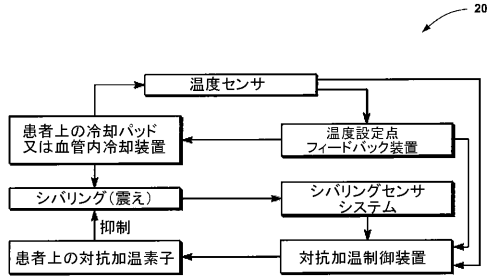 20
温度センサ
患者上の冷却パッド
又は血管内冷却装置
温度設定点
フィードバック装置
シバリング(震え)
シバリングセンサ
システム
抑制
患者上の対抗加温素子
対抗加温制御装置